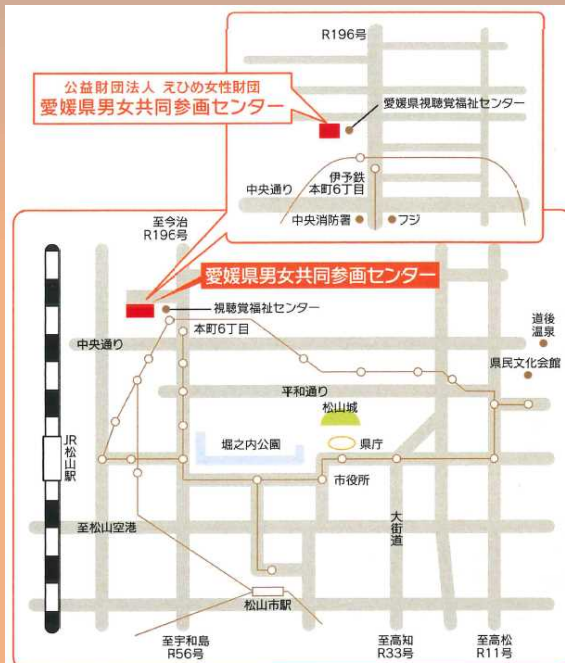 R196号
公益財団法人 えひめ女性財団
愛媛県男女共同参画センター
愛媛県視聴覚福祉センター
伊予鉄
本町6丁目
中央通り
中央消防署
フジ
至今治
R196号
愛媛県男女共同参画センター
視聴覚福祉センター
本町6丁目
中央通り
道後
温泉
県民文化会館
平和通り
松山城
堀之内公園
県庁
JR松山駅
市役所
大街道
至松山空港
松山市駅
至宇和島
R56号
至高知
R33号
至高松
R11号